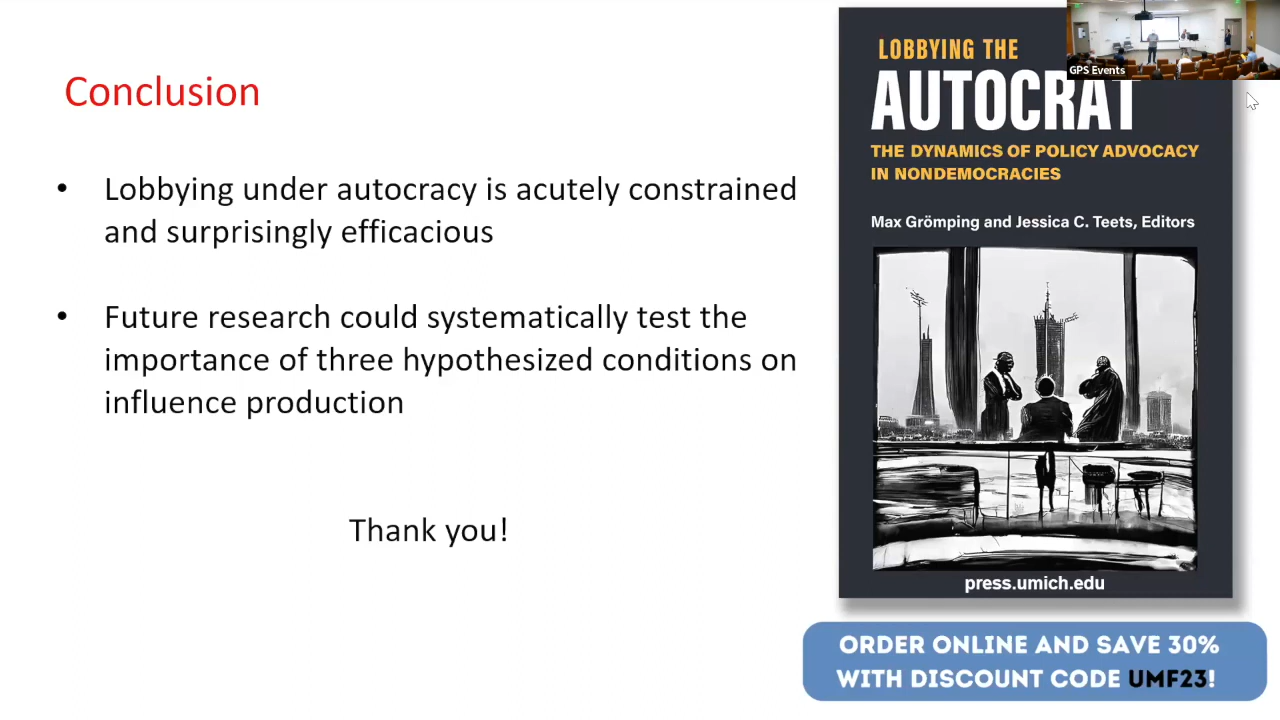 Conclusion
• Lobbying under autocracy is acutely constrained
and surprisingly efficacious
• Future research could systematically test the
importance of three hypothesized conditions on
influence production
Thank you!
LOBBYING THE
AUTOCRAT
THE DYNAMICS OF POLICY ADVOCACY
IN NONDEMOCRACIES
Max Grömping and Jessica C. Teets, Editors
press.umich.edu
ORDER ONLINE AND SAVE 30%
WITH DISCOUNT CODE UMF23!
GPS Events